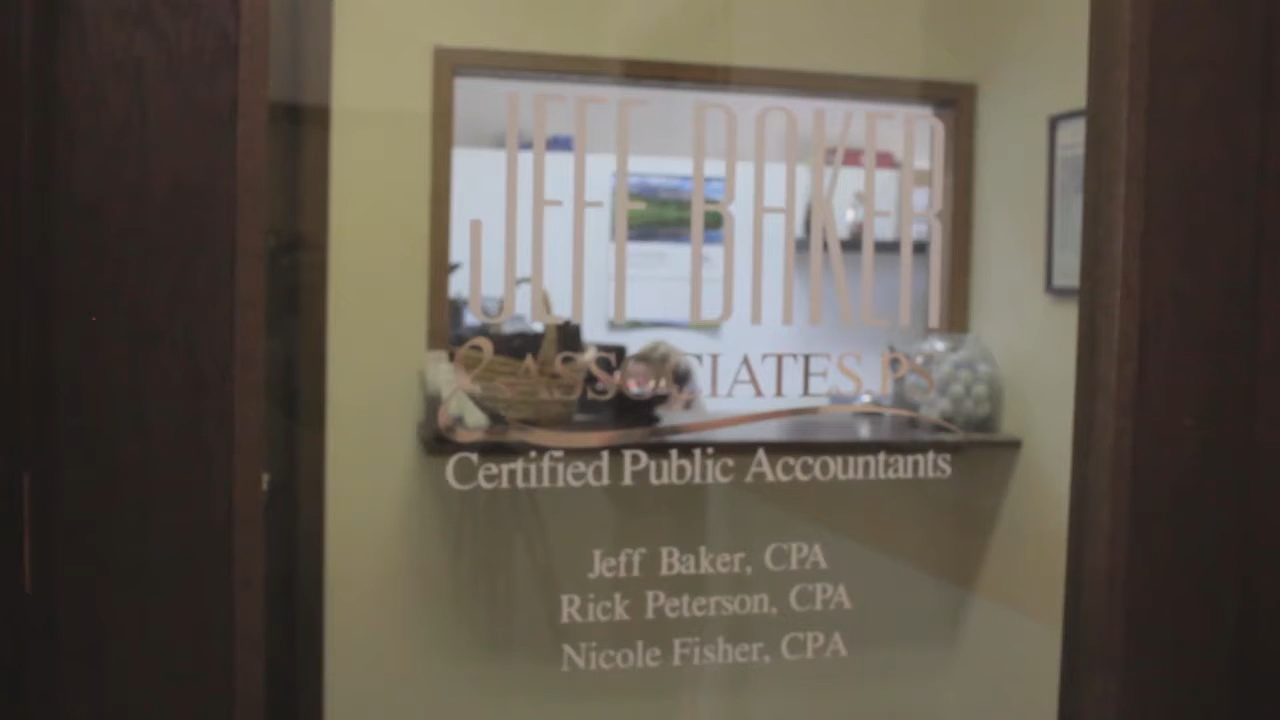 JEFF BAKER
& ASSOCIATES, PS
Certified Public Accountants
Jeff Baker, CPA
Rick Peterson, CPA
Nicole Fisher, CPA